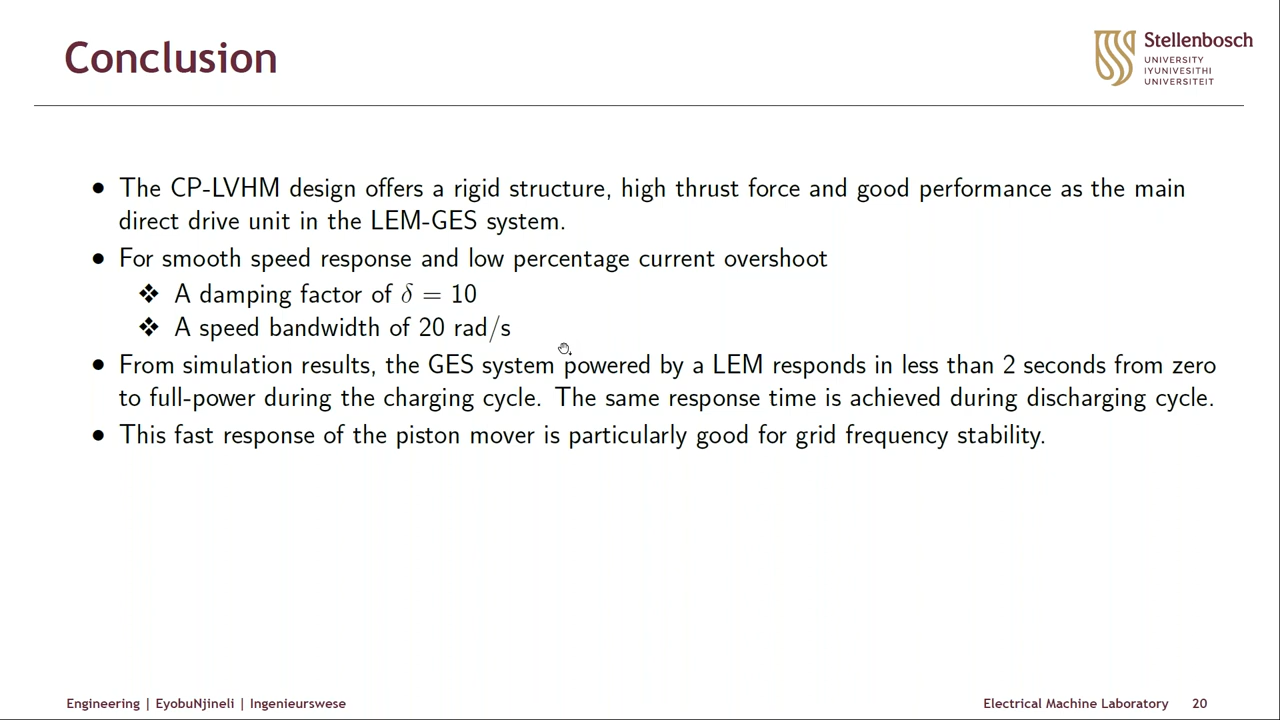 Conclusion
Stellenbosch
UNIVERSITY
IYUNIVESITHI
UNIVERSITEIT
● The CP-LVHM design offers a rigid structure, high thrust force and good performance as the main
direct drive unit in the LEM-GES system.
● For smooth speed response and low percentage current overshoot
❖ A damping factor of δ = 10
❖ A speed bandwidth of 20 rad/s
● From simulation results, the GES system powered by a LEM responds in less than 2 seconds from zero
to full-power during the charging cycle. The same response time is achieved during discharging cycle.
● This fast response of the piston mover is particularly good for grid frequency stability.
Engineering | EyobuNjineli | Ingenieurswese
Electrical Machine Laboratory 20